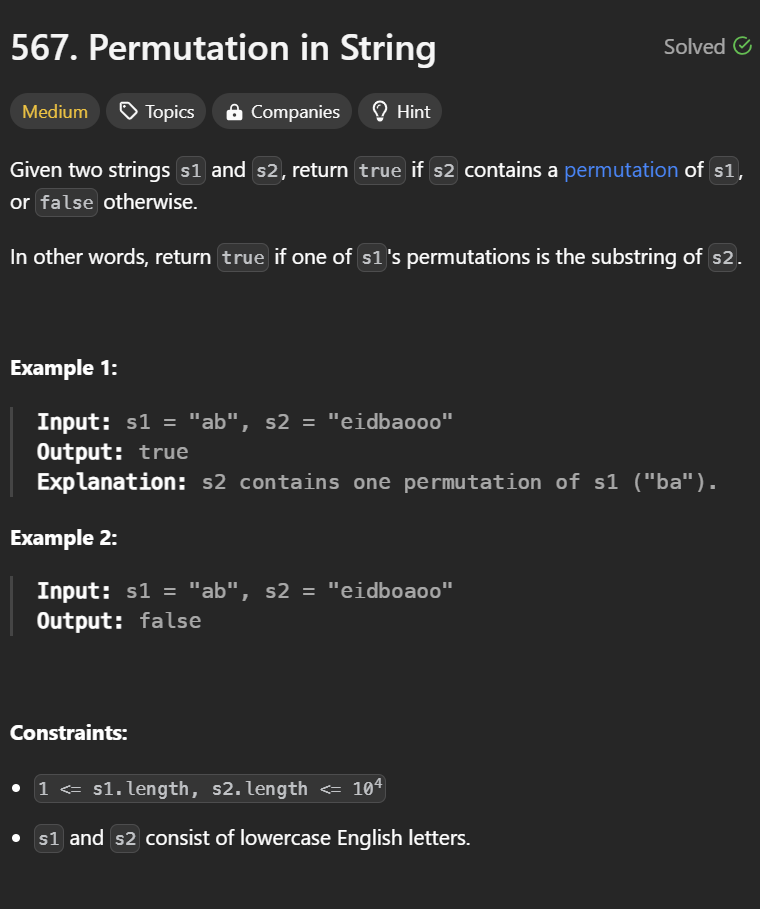 567. Permutation in String
Solved
Medium
Topics
Companies
Hint
Given two strings s1 and s2, return true if s2 contains a permutation of s1,
or false otherwise.
In other words, return true if one of s1's permutations is the substring of s2.
Example 1:
Input: s1 = "ab", s2 = "eidbaooo"
Output: true
Explanation: s2 contains one permutation of s1 ("ba").
Example 2:
Input: s1 = "ab", s2 = "eidboaoo"
Output: false
Constraints:
• 1 <= s1.length, s2.length <= 10⁴
• s1 and s2 consist of lowercase English letters.